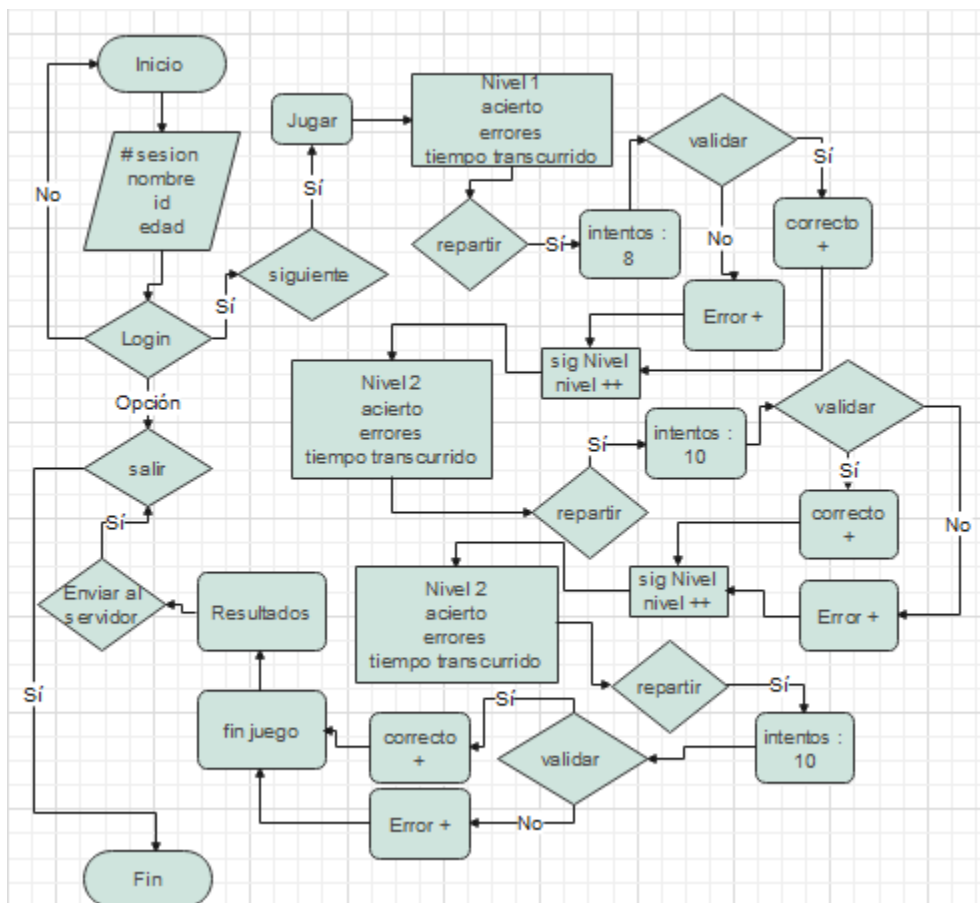 Inicio
# sesion
nombre
id
edad
No
Login
Sí
siguiente
Sí
Jugar
Nivel 1
acierto
errores
tiempo transcurrido
repartir
Sí
intentos :
8
validar
Sí
correcto
+
No
Error +
sig Nivel
nivel ++
Nivel 2
acierto
errores
tiempo transcurrido
repartir
Sí
intentos :
10
validar
Sí
correcto
+
No
Error +
sig Nivel
nivel ++
Nivel 2
acierto
errores
tiempo transcurrido
repartir
Sí
intentos :
10
validar
Sí
correcto
+
No
Error +
fin juego
Resultados
Enviar al
servidor
Sí
Opción
salir
Sí
Fin